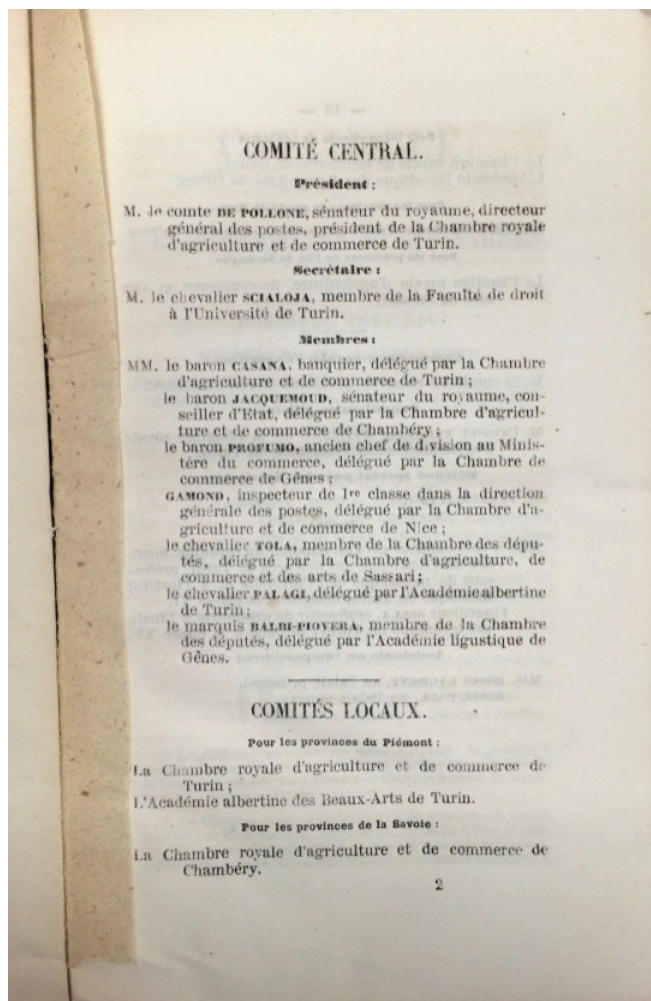 COMITÉ CENTRAL.
Président :
M. le comte DE POLLONE, sénateur du royaume, directeur
général des postes, président de la Chambre royale
d'agriculture et de commerce de Turin.
Secrétaire :
M. le chevalier SCIALOJA, membre de la Faculté de droit
à l'Université de Turin.
Membres :
MM. le baron CASANA, banquier, délégué par la Chambre
d'agriculture et de commerce de Turin ;
le baron JACQUEMOUD, sénateur du royaume, con-
seiller d'Etat, délégué par la Chambre d'agricul-
ture et de commerce de Chambéry ;
le baron PROFUMO, ancien chef de division au Minis-
tère du commerce, délégué par la Chambre de
commerce de Gênes ;
GAMOND, inspecteur de 1re classe dans la direction
générale des postes, délégué par la Chambre d'a-
griculture et de commerce de Nice ;
le chevalier TOLA, membre de la Chambre des dépu-
tés, délégué par la Chambre d'agriculture, de
commerce et des arts de Sassari ;
le chevalier PALAGI, délégué par l'Académie albertine
de Turin ;
le marquis BALBI-PIOVERA, membre de la Chambre
des députés, délégué par l'Académie ligustique de
Gênes.
COMITÉS LOCAUX.
Pour les provinces du Piémont :
La Chambre royale d'agriculture et de commerce de
Turin ;
L'Académie albertine des Beaux-Arts de Turin.
Pour les provinces de la Savoie :
La Chambre royale d'agriculture et de commerce de
Chambéry.
2